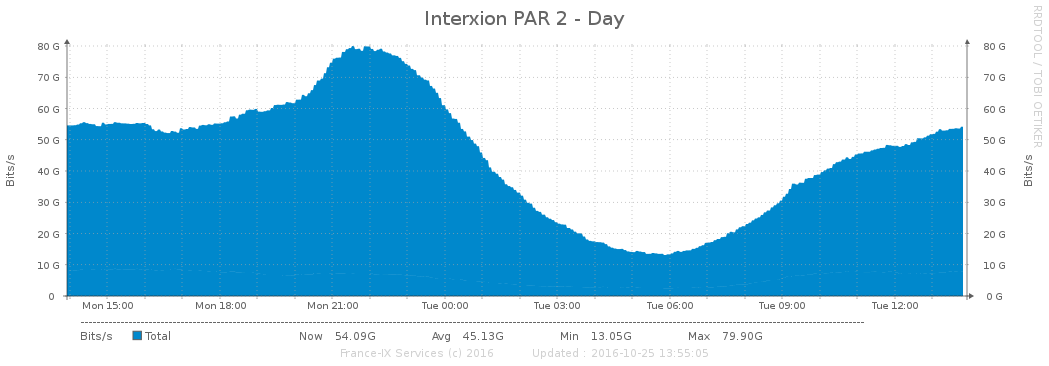 Interxion PAR 2 - Day
RRDTOOL / TOBI OETIKER
Bits/s
80 G
70 G
60 G
50 G
40 G
30 G
20 G
10 G
0
80 G
70 G
60 G
50 G
40 G
30 G
20 G
10 G
0 G
Bits/s
Mon 15:00 Mon 18:00 Mon 21:00 Tue 00:00 Tue 03:00 Tue 06:00 Tue 09:00 Tue 12:00
Bits/s Total Now 54.09G Avg 45.13G Min 13.05G Max 79.90G
France-IX Services (c) 2016 Updated : 2016-10-25 13:55:05